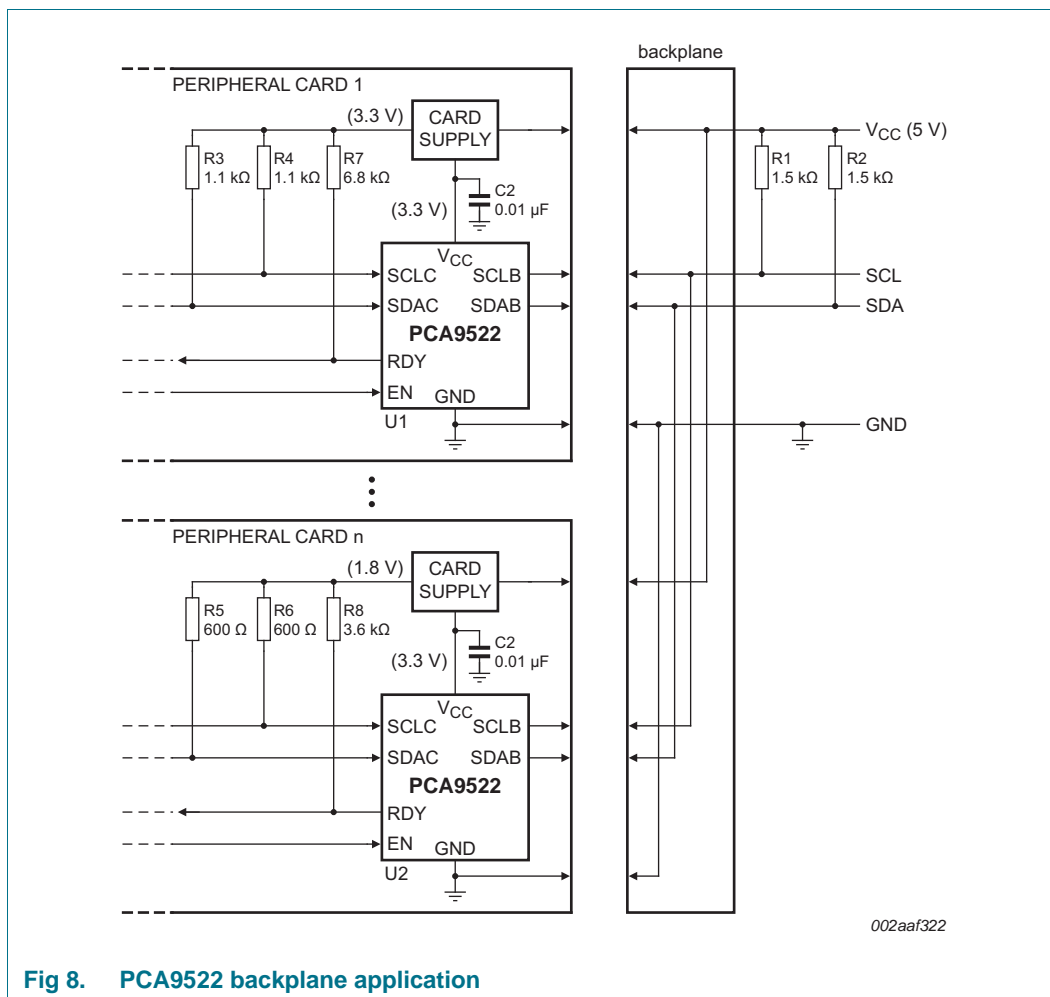 backplane
PERIPHERAL CARD 1
(3.3 V)
CARD
SUPPLY
VCC (5 V)
R3
1.1 kΩ
R4
1.1 kΩ
R7
6.8 kΩ
R1
1.5 kΩ
R2
1.5 kΩ
C2
0.01 μF
(3.3 V)
VCC
SCLC
SCLB
SCL
SDAC
SDAB
SDA
PCA9522
RDY
EN
GND
U1
GND
PERIPHERAL CARD n
(1.8 V)
CARD
SUPPLY
R5
600 Ω
R6
600 Ω
R8
3.6 kΩ
C2
0.01 μF
(3.3 V)
VCC
SCLC
SCLB
SDAC
SDAB
PCA9522
RDY
EN
GND
U2
002aaf322
Fig 8. PCA9522 backplane application